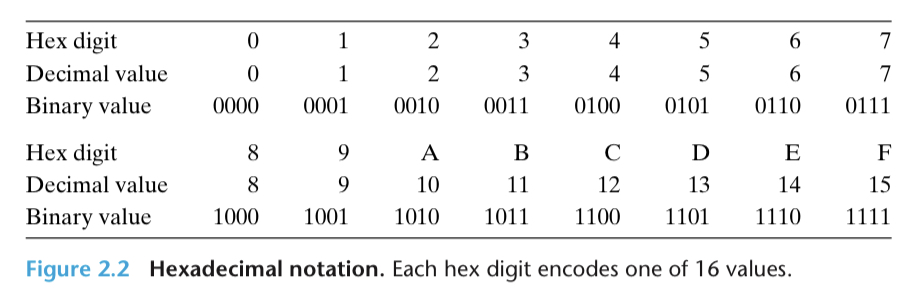 Hex digit 0 1 2 3 4 5 6 7
Decimal value 0 1 2 3 4 5 6 7
Binary value 0000 0001 0010 0011 0100 0101 0110 0111
Hex digit 8 9 A B C D E F
Decimal value 8 9 10 11 12 13 14 15
Binary value 1000 1001 1010 1011 1100 1101 1110 1111
Figure 2.2 Hexadecimal notation. Each hex digit encodes one of 16 values.